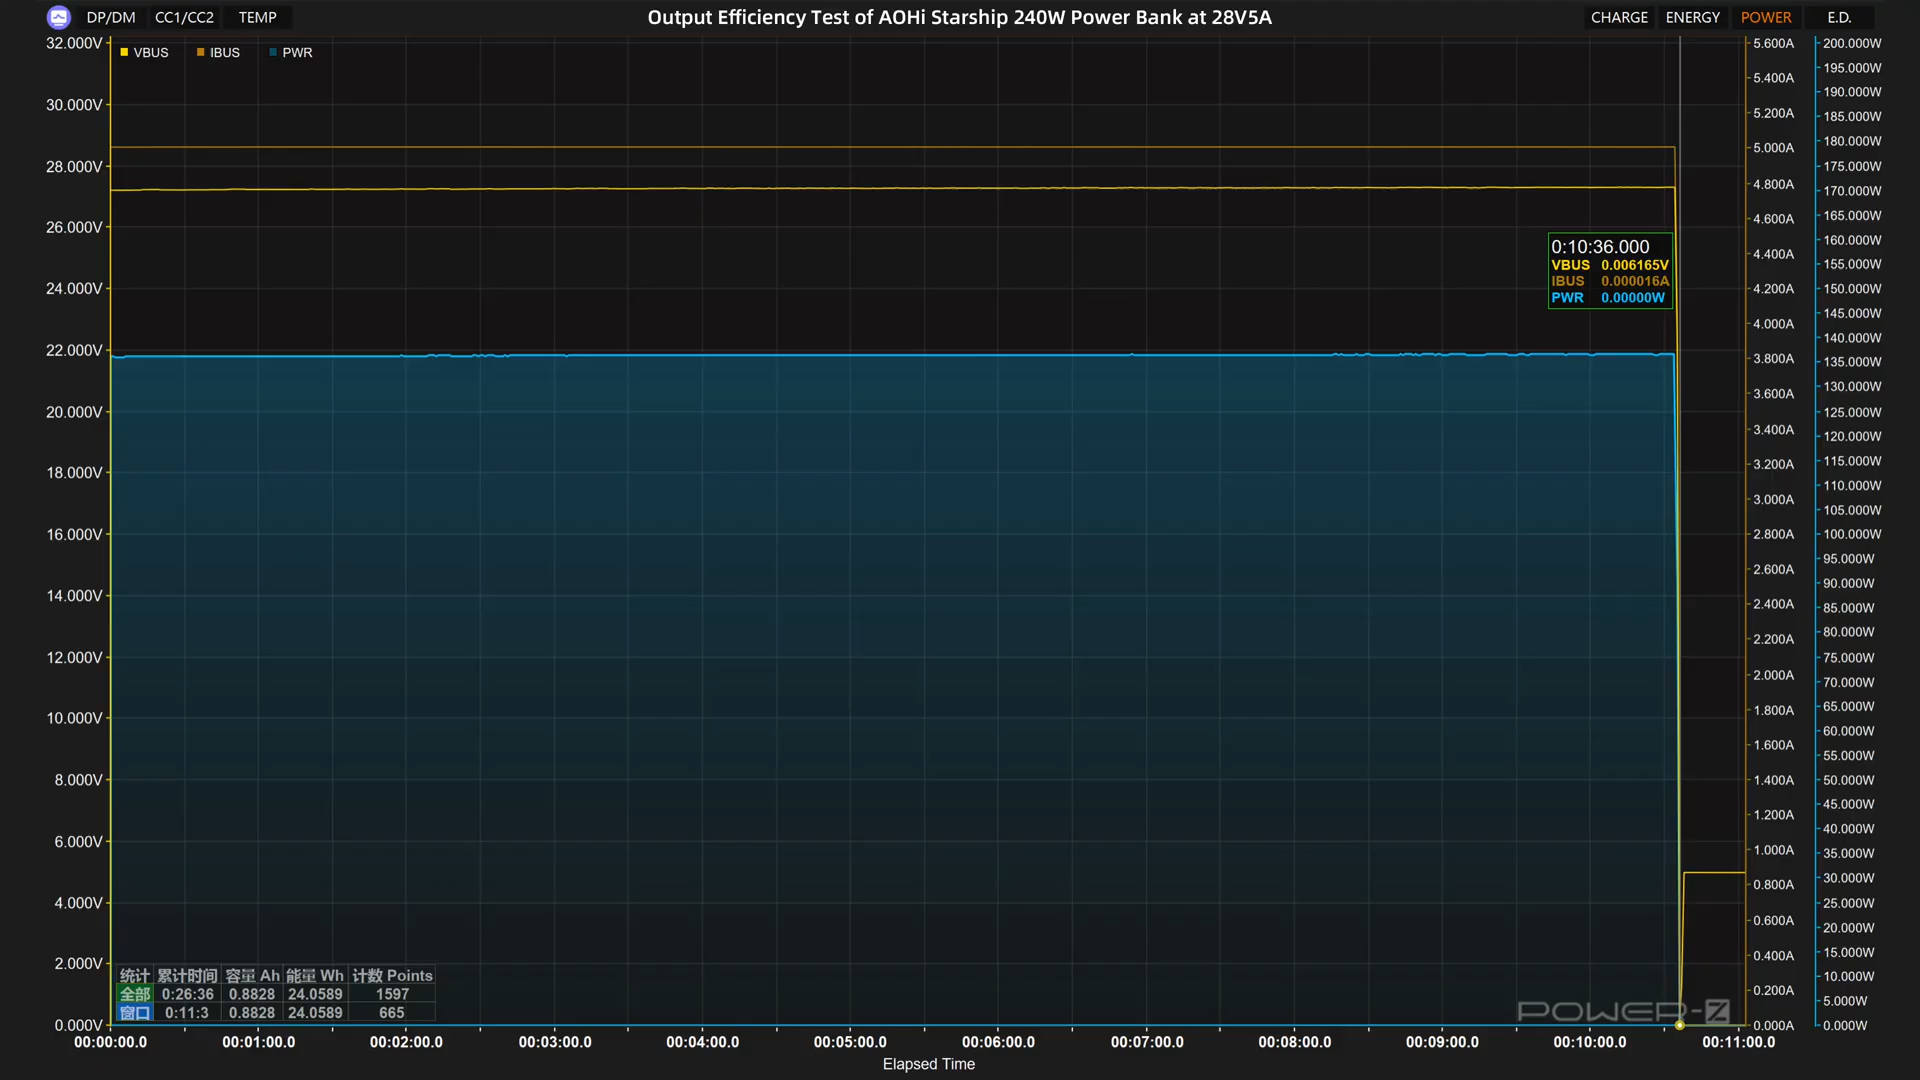 DP/DM CC1/CC2 TEMP Output Efficiency Test of AOHi Starship 240W Power Bank at 28V5A CHARGE ENERGY POWER E.D.
VBUS IBUS PWR
32.000V
30.000V
28.000V
26.000V
24.000V
22.000V
20.000V
18.000V
16.000V
14.000V
12.000V
10.000V
8.000V
6.000V
4.000V
2.000V
0.000V
0:10:36.000
VBUS 0.006165V
IBUS 0.000016A
PWR 0.00000W
5.600A
5.400A
5.200A
5.000A
4.800A
4.600A
4.400A
4.200A
4.000A
3.800A
3.600A
3.400A
3.200A
3.000A
2.800A
2.600A
2.400A
2.200A
2.000A
1.800A
1.600A
1.400A
1.200A
1.000A
0.800A
0.600A
0.400A
0.200A
0.000A
200.000W
195.000W
190.000W
185.000W
180.000W
175.000W
170.000W
165.000W
160.000W
155.000W
150.000W
145.000W
140.000W
135.000W
130.000W
125.000W
120.000W
115.000W
110.000W
105.000W
100.000W
95.000W
90.000W
85.000W
80.000W
75.000W
70.000W
65.000W
60.000W
55.000W
50.000W
45.000W
40.000W
35.000W
30.000W
25.000W
20.000W
15.000W
10.000W
5.000W
0.000W
统计 累计时间 容量 Ah 能量 Wh 计数 Points
全部 0:26:36 0.8828 24.0589 1597
窗口 0:11:3 0.8828 24.0589 665
POWER-Z
00:00:00.0 00:01:00.0 00:02:00.0 00:03:00.0 00:04:00.0 00:05:00.0 00:06:00.0 00:07:00.0 00:08:00.0 00:09:00.0 00:10:00.0 00:11:00.0
Elapsed Time